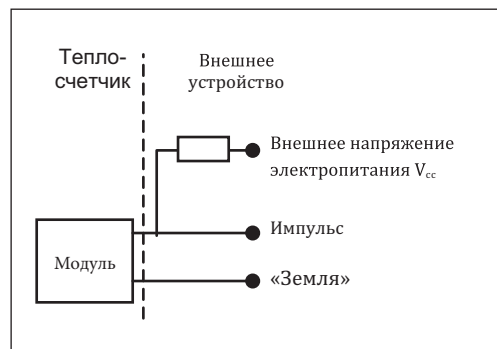 Тепло-
счетчик
Внешнее
устройство
Внешнее напряжение
электропитания Vcc
Импульс
Модуль
«Земля»